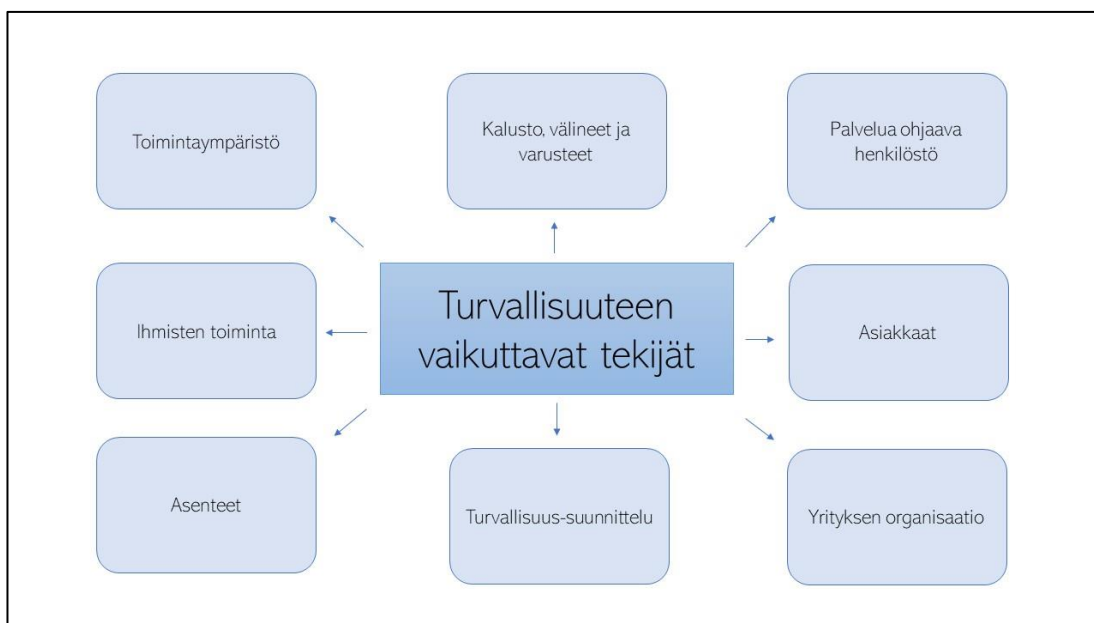 Toimintaympäristö
Kalusto, välineet ja
varusteet
Palvelua ohjaava
henkilöstö
Turvallisuuteen
vaikuttavat tekijät
Ihmisten toiminta
Asiakkaat
Asenteet
Turvallisuus-suunnittelu
Yrityksen organisaatio